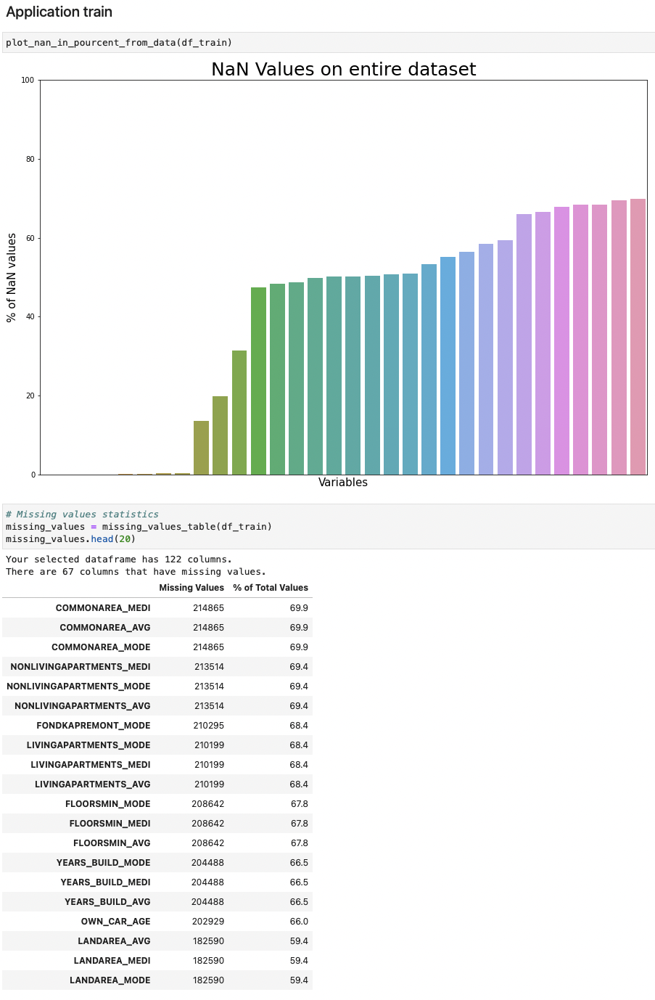 Application train
plot_nan_in_pourcent_from_data(df_train)
NaN Values on entire dataset
100
80
60
40
20
0
% of NaN values
Variables
# Missing values statistics
missing_values = missing_values_table(df_train)
missing_values.head(20)
Your selected dataframe has 122 columns.
There are 67 columns that have missing values.
Missing Values % of Total Values
COMMONAREA_MEDI 214865 69.9
COMMONAREA_AVG 214865 69.9
COMMONAREA_MODE 214865 69.9
NONLIVINGAPARTMENTS_MEDI 213514 69.4
NONLIVINGAPARTMENTS_MODE 213514 69.4
NONLIVINGAPARTMENTS_AVG 213514 69.4
FONDKAPREMONT_MODE 210295 68.4
LIVINGAPARTMENTS_MODE 210199 68.4
LIVINGAPARTMENTS_MEDI 210199 68.4
LIVINGAPARTMENTS_AVG 210199 68.4
FLOORSMIN_MODE 208642 67.8
FLOORSMIN_MEDI 208642 67.8
FLOORSMIN_AVG 208642 67.8
YEARS_BUILD_MODE 204488 66.5
YEARS_BUILD_MEDI 204488 66.5
YEARS_BUILD_AVG 204488 66.5
OWN_CAR_AGE 202929 66.0
LANDAREA_AVG 182590 59.4
LANDAREA_MEDI 182590 59.4
LANDAREA_MODE 182590 59.4